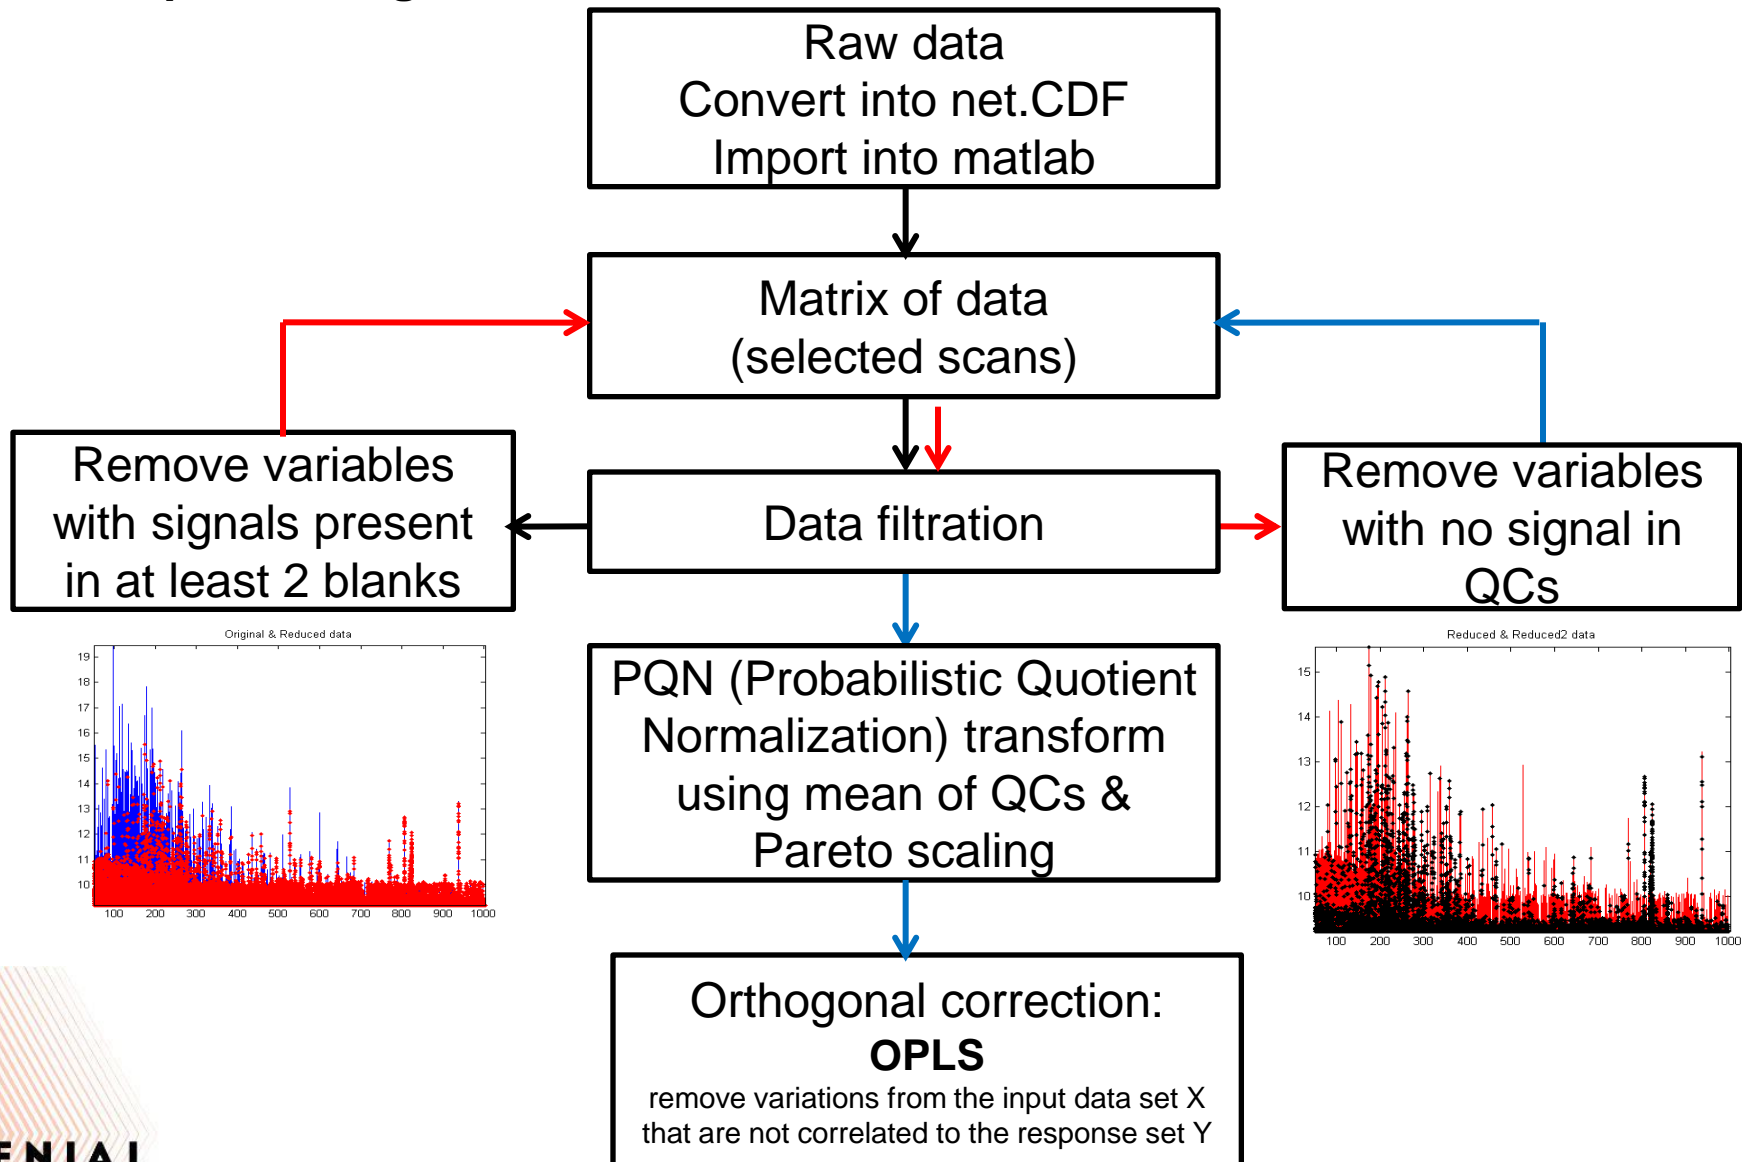 Raw data
Convert into net.CDF
Import into matlab
Matrix of data
(selected scans)
Remove variables
with signals present
in at least 2 blanks
Data filtration
Remove variables
with no signal in
QCs
Original & Reduced data
19
18
17
16
15
14
13
12
11
10
100 200 300 400 500 600 700 800 900 1000
PQN (Probabilistic Quotient
Normalization) transform
using mean of QCs &
Pareto scaling
Reduced & Reduced2 data
15
14
13
12
11
10
100 200 300 400 500 600 700 800 900 1000
Orthogonal correction:
OPLS
remove variations from the input data set X
that are not correlated to the response set Y